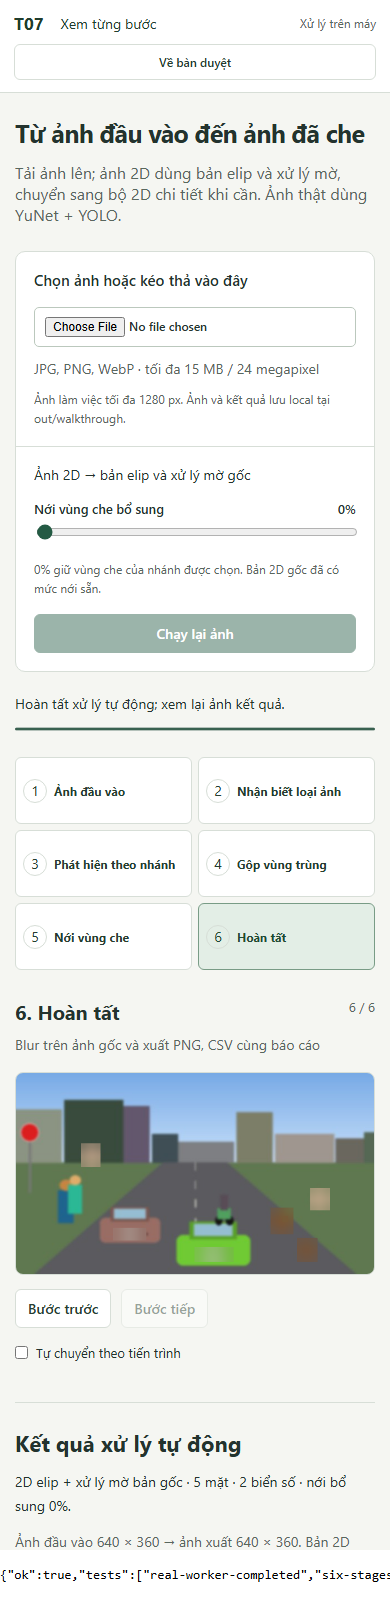 T07 Xem từng bước Xử lý trên máy
Về bản duyệt
Từ ảnh đầu vào đến ảnh đã che
Tải ảnh lên; ảnh 2D dùng bản elip và xử lý mờ,
chuyển sang bộ 2D chi tiết khi cần. Ảnh thật dùng
YuNet + YOLO.
Chọn ảnh hoặc kéo thả vào đây
Choose File No file chosen
JPG, PNG, WebP · tối đa 15 MB / 24 megapixel
Ảnh làm việc tối đa 1280 px. Ảnh và kết quả lưu local tại
out/walkthrough.
Ảnh 2D → bản elip và xử lý mờ gốc
Nới vùng che bổ sung 0%
0% giữ vùng che của nhánh được chọn. Bản 2D gốc đã có
mức nới sẵn.
Chạy lại ảnh
Hoàn tất xử lý tự động; xem lại ảnh kết quả.
1 Ảnh đầu vào
2 Nhận biết loại ảnh
3 Phát hiện theo nhánh
4 Gộp vùng trùng
5 Nới vùng che
6 Hoàn tất
6. Hoàn tất 6 / 6
Blur trên ảnh gốc và xuất PNG, CSV cùng báo cáo
Bước trước Bước tiếp
Tự chuyển theo tiến trình
Kết quả xử lý tự động
2D elip + xử lý mờ bản gốc · 5 mặt · 2 biển số · nới bổ
sung 0%.
Ảnh đầu vào 640 × 360 → ảnh xuất 640 × 360. Bản 2D
{"ok":true,"tests":["real-worker-completed","six-stages